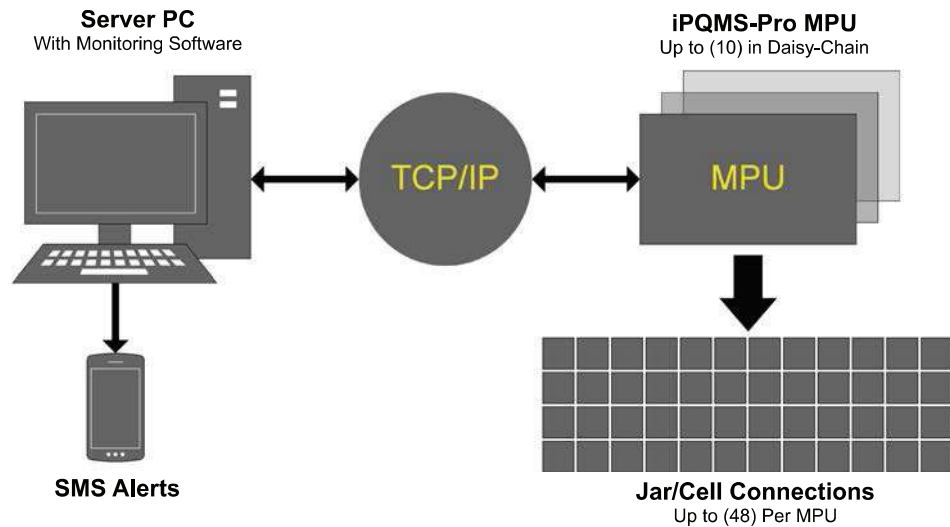 Server PC
With Monitoring Software
iPQMS-Pro MPU
Up to (10) in Daisy-Chain
TCP/IP
MPU
SMS Alerts
Jar/Cell Connections
Up to (48) Per MPU